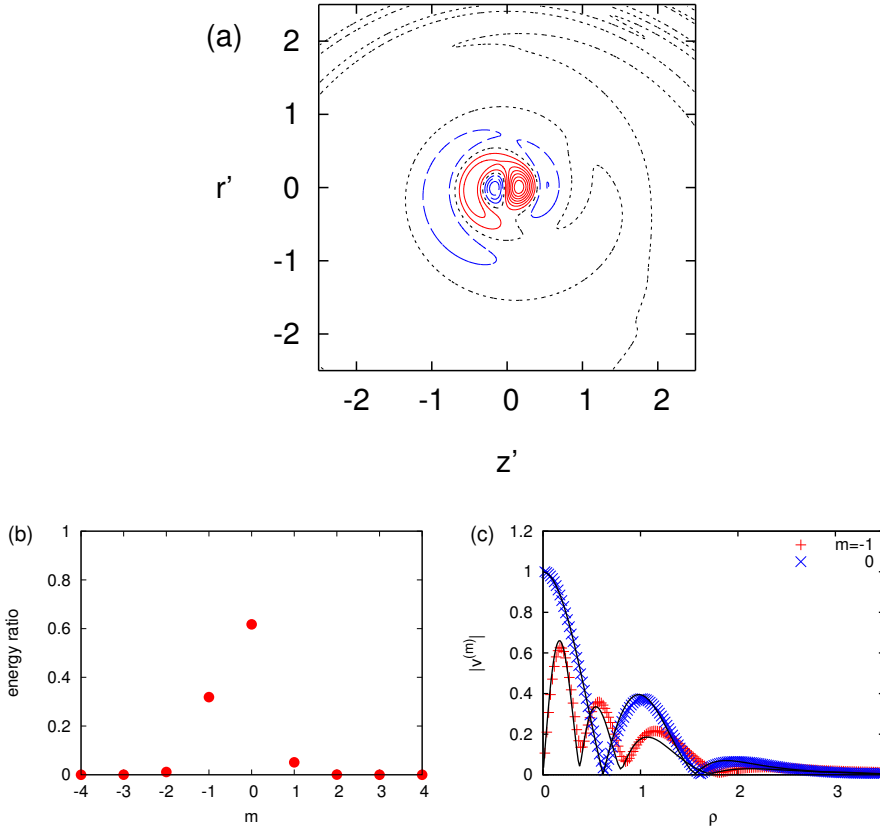 (a)
2
1
r' 0
-1
-2
-2 -1 0 1 2
z'
(b)
1
0.8
0.6
0.4
0.2
0
energy ratio
-4 -3 -2 -1 0 1 2 3 4
m
(c)
1.2
1
0.8
0.6
0.4
0.2
0
|v(m)|
m=-1
0
0 1 2 3
ρ